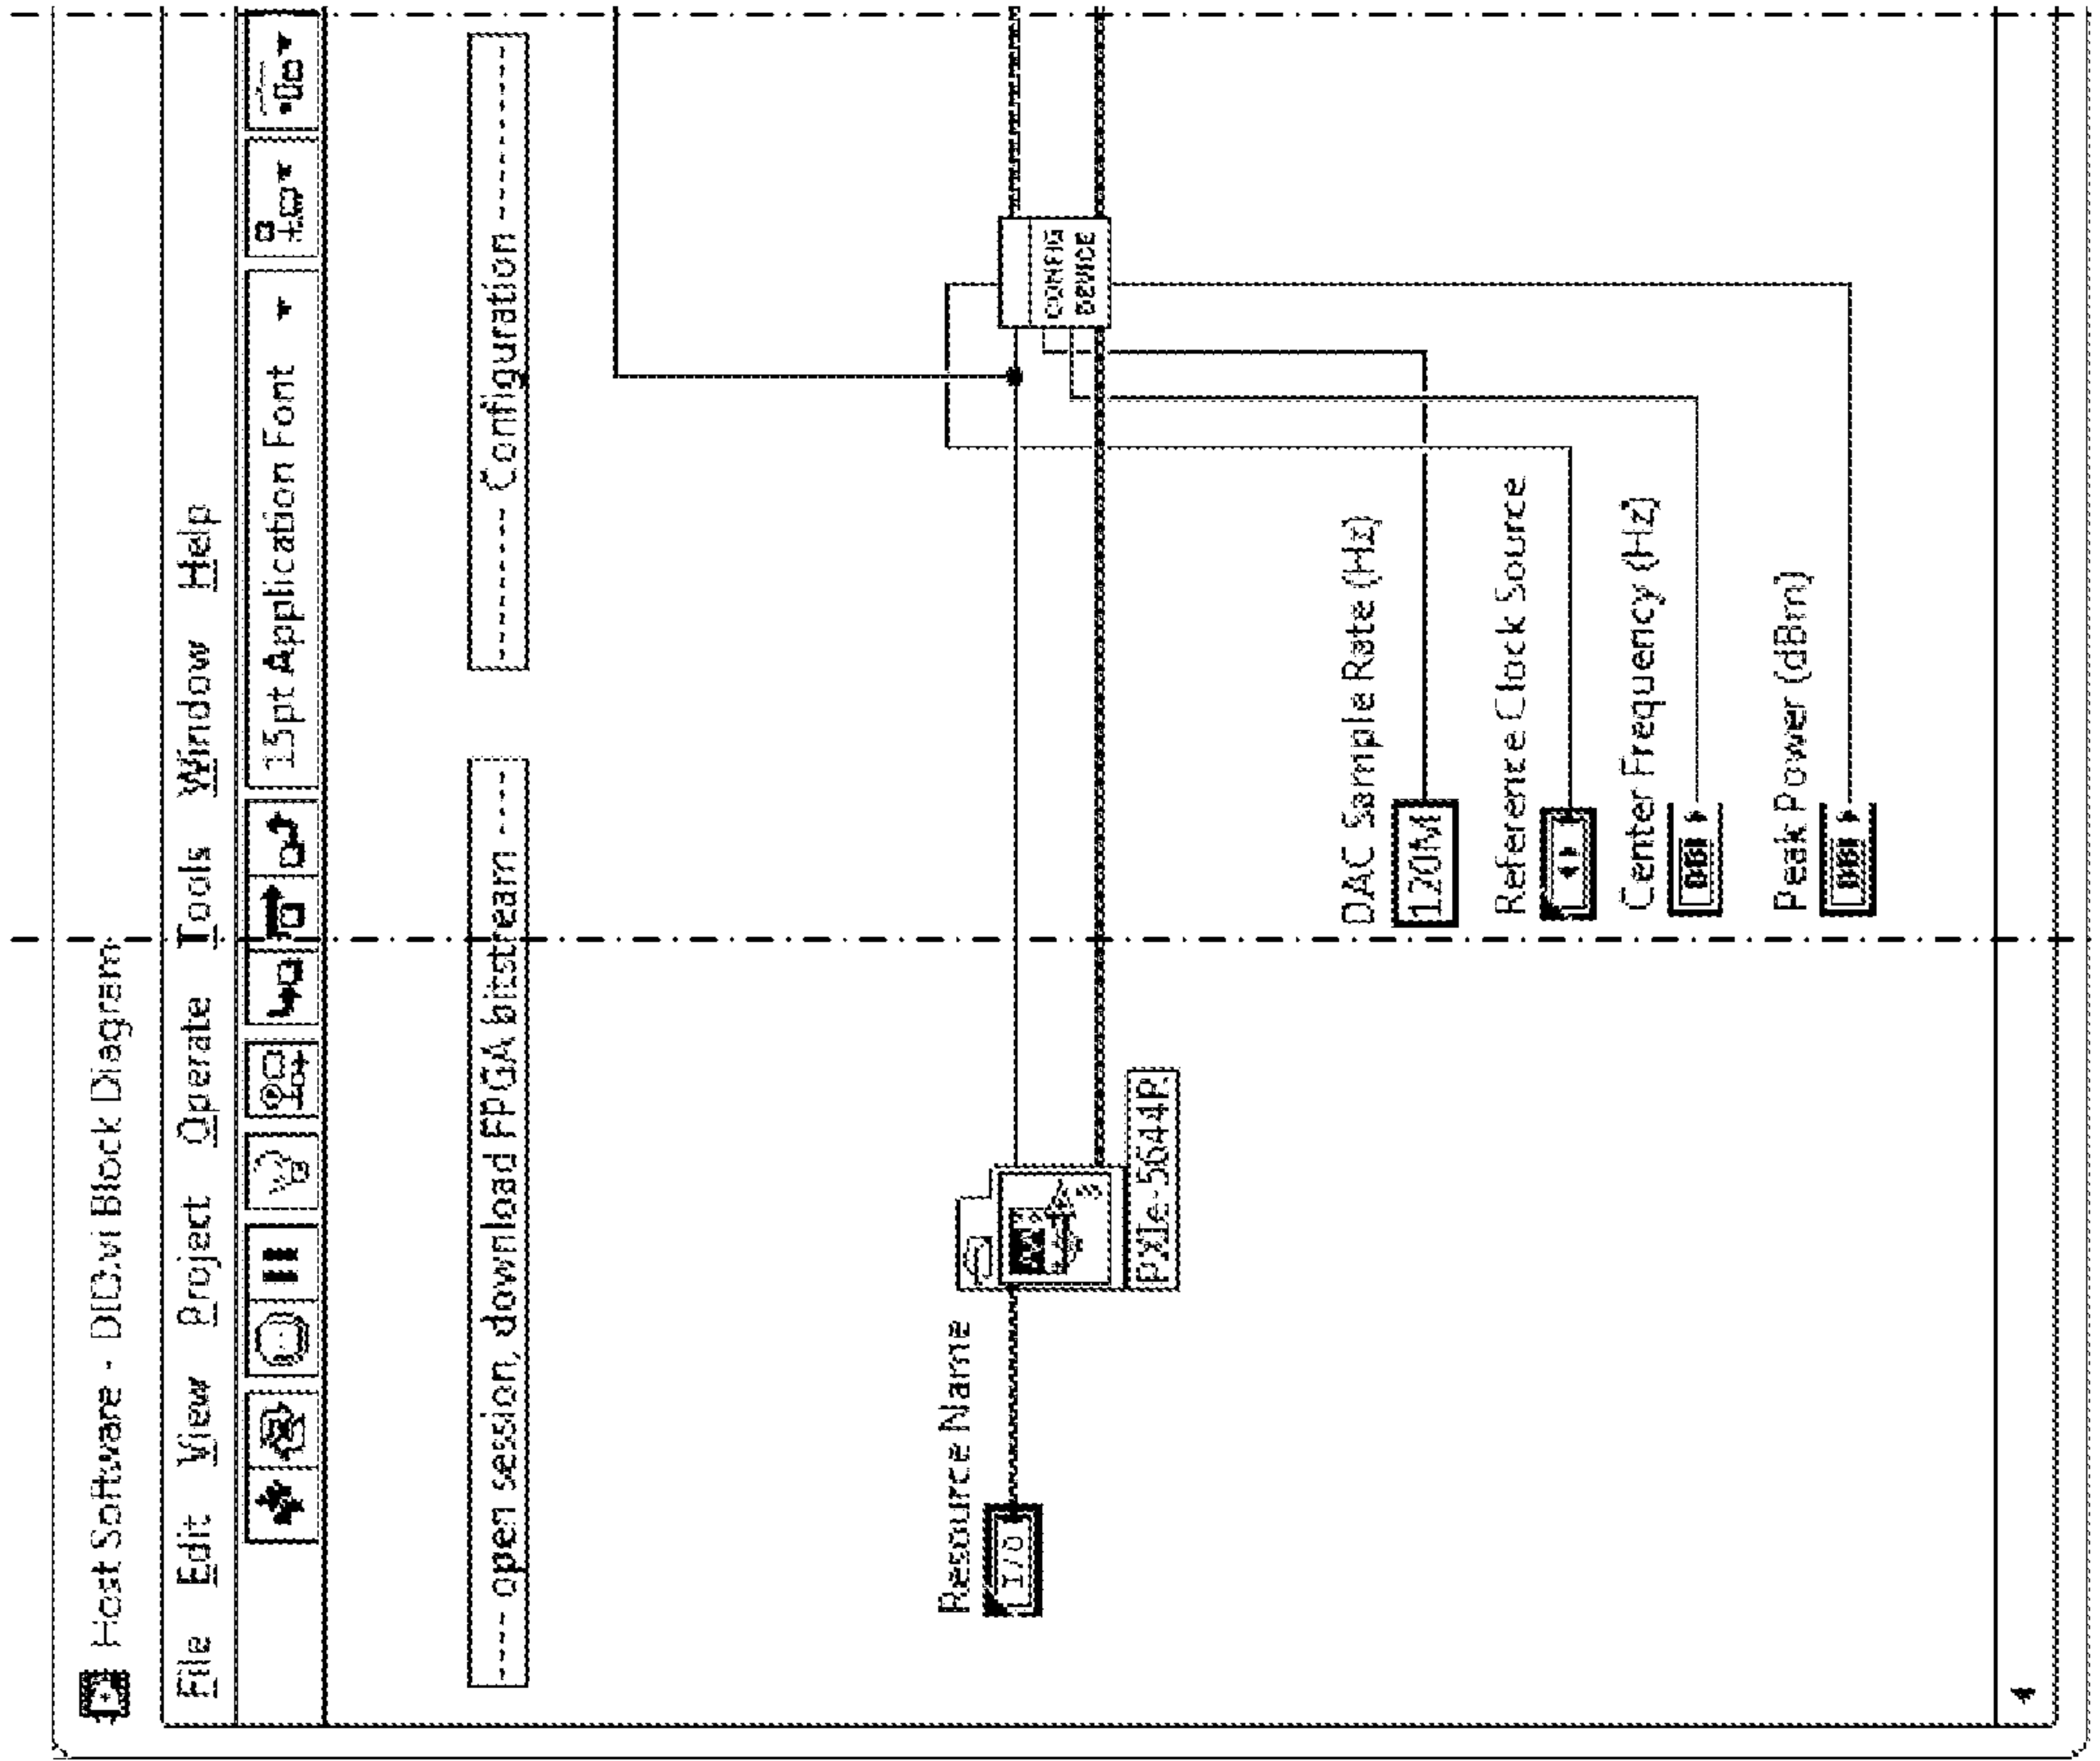 Host Software - DID.vi Block Diagram
File Edit View Project Operate Tools Window Help
15pt Application Font
---- open session, download FPGA bitstream ----
--------- Configuration ---------
Resource Name
I/O
PXIe-5644R
CONFIG
DEVICE
DAC Sample Rate (Hz)
120M
Reference Clock Source
Center Frequency (Hz)
DBL
Peak Power (dBm)
DBL